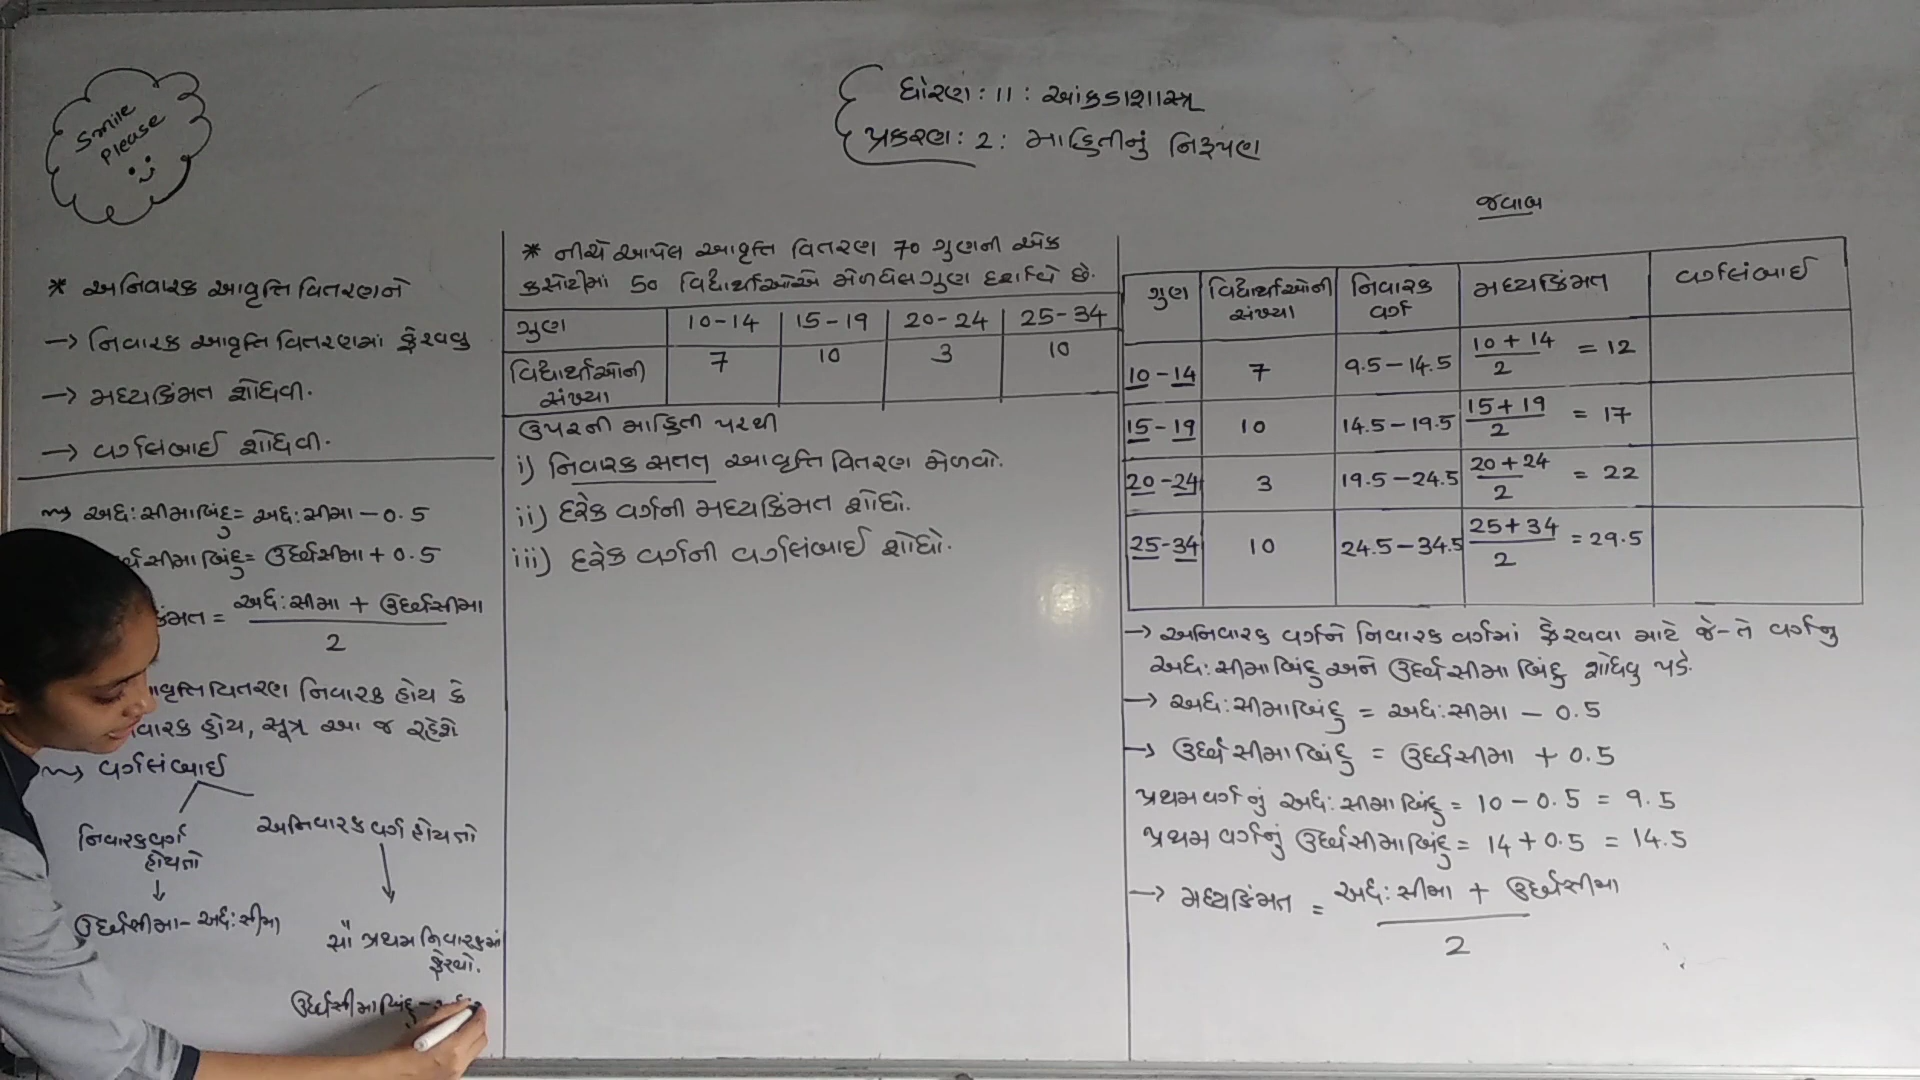 Smile
Please
ધોરણ : 11 : આંકડાશાસ્ત્ર
પ્રકરણ : 2 : માહિતીનું નિરૂપણ
* અનિવારક આવૃત્તિ વિતરણને
→ નિવારક આવૃત્તિ વિતરણમાં ફેરવવુ
→ મધ્યકિંમત શોધવી.
→ વર્ગલંબાઈ શોધવી.
અધ:સીમાબિંદુ = અધ:સીમા - 0.5
સીમાબિંદુ = ઉર્ધ્વસીમા + 0.5
કિંમત = અધ:સીમા + ઉર્ધ્વસીમા
2
આવૃત્તિ વિતરણ નિવારક હોય કે
હોય, સૂત્ર આ જ રહેશે
વર્ગલંબાઈ
નિવારક વર્ગ
હોય તો
અનિવારક વર્ગ હોય તો
↓
ઉર્ધ્વસીમા - અધ:સીમા
સૌ પ્રથમ નિવારકમાં
ફેરવો.
ઉર્ધ્વસીમાબિંદુ -
* નીચે આપેલ આવૃત્તિ વિતરણ 70 ગુણની એક
કસોટીમાં 50 વિદ્યાર્થીઓએ મેળવેલ ગુણ દર્શાવે છે.
ગુણ 10-14 15-19 20-24 25-34
વિદ્યાર્થીઓની 7 10 3 10
સંખ્યા
ઉપરની માહિતી પરથી
i) નિવારક સતત આવૃત્તિ વિતરણ મેળવો.
ii) દરેક વર્ગની મધ્યકિંમત શોધો.
iii) દરેક વર્ગની વર્ગલંબાઈ શોધો.
જવાબ
ગુણ વિદ્યાર્થીઓની નિવારક મધ્યકિંમત વર્ગલંબાઈ
સંખ્યા વર્ગ
10-14 7 9.5-14.5 10+14/2 = 12
15-19 10 14.5-19.5 15+19/2 = 17
20-24 3 19.5-24.5 20+24/2 = 22
25-34 10 24.5-34.5 25+34/2 = 29.5
→ અનિવારક વર્ગને નિવારક વર્ગમાં ફેરવવા માટે જે-તે વર્ગનુ
અધ:સીમાબિંદુ અને ઉર્ધ્વસીમાબિંદુ શોધવુ પડે.
→ અધ:સીમાબિંદુ = અધ:સીમા - 0.5
→ ઉર્ધ્વસીમાબિંદુ = ઉર્ધ્વસીમા + 0.5
પ્રથમ વર્ગનું અધ:સીમાબિંદુ = 10 - 0.5 = 9.5
પ્રથમ વર્ગનું ઉર્ધ્વસીમાબિંદુ = 14 + 0.5 = 14.5
→ મધ્યકિંમત = અધ:સીમા + ઉર્ધ્વસીમા
2